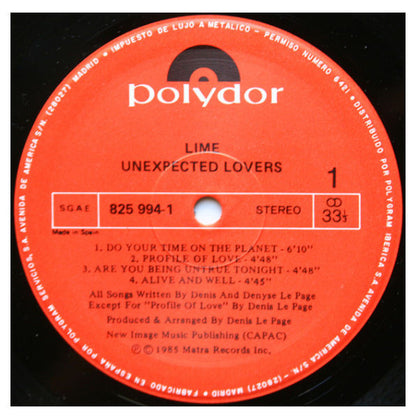 IMPUESTO DE LUJO A METALICO - PERMISO NUMERO 6421 - DISTRIBUIDO POR POLYGRAM IBERICA S.A. AVENDA DE AMERICA S/N. - (28027) MADRID - FABRICADO EN ESPAÑA POR POLYGRAM SERVICIOS, S.A. AVENIDA DE AMERICA S/N. (28027) MADRID -
polydor
LIME
UNEXPECTED LOVERS
1
S.G.A.E. 825 994-1 STEREO
CD
33⅓
Made in Spain
1. DO YOUR TIME ON THE PLANET - 6'10"
2. PROFILE OF LOVE - 4'48"
3. ARE YOU BEING UNTRUE TONIGHT - 4'48"
4. ALIVE AND WELL - 4'45"
All Songs Written By Denis and Denyse Le Page
Except For "Profile Of Love" By Denis Le Page
Produced & Arranged By Denis Le Page
New Image Music Publishing (CAPAC)
Ⓟ © 1985 Matra Records Inc.